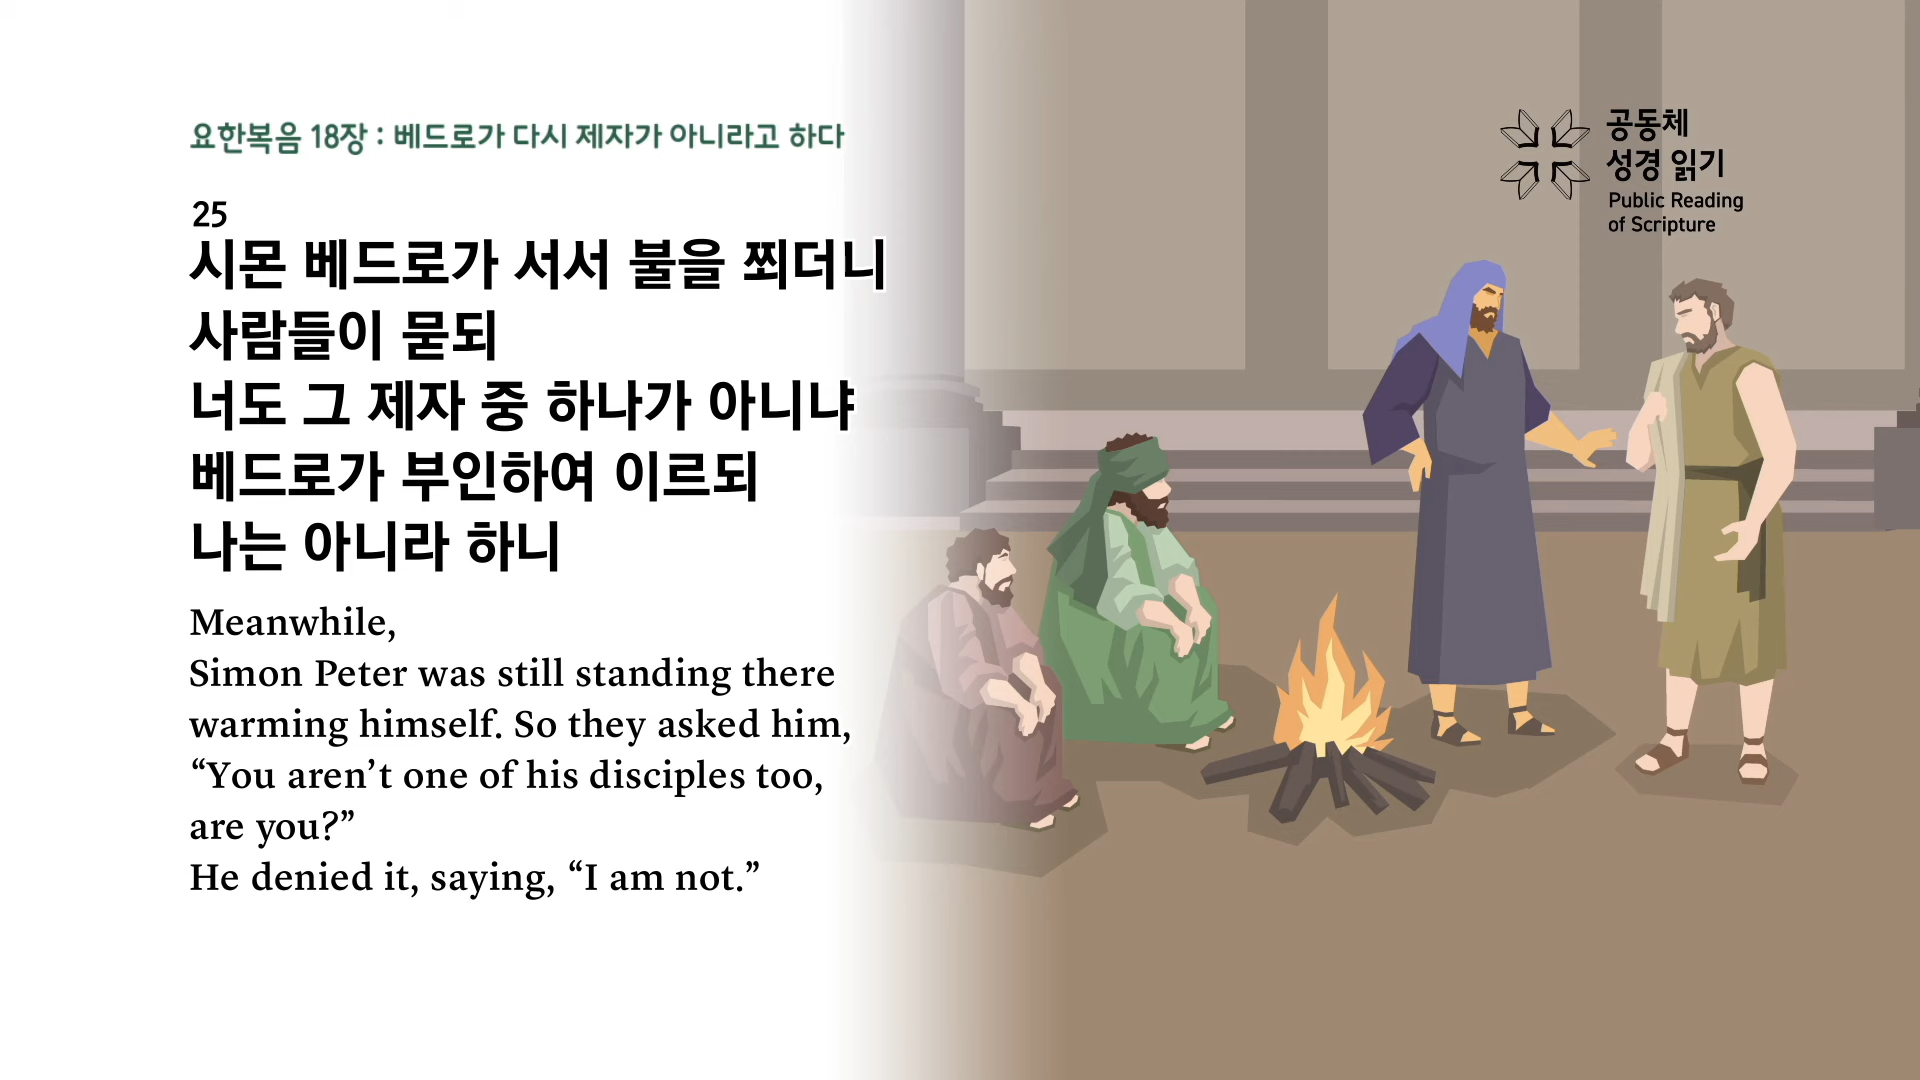 요한복음 18장 : 베드로가 다시 제자가 아니라고 하다
25
시몬 베드로가 서서 불을 쬐더니
사람들이 묻되
너도 그 제자 중 하나가 아니냐
베드로가 부인하여 이르되
나는 아니라 하니
Meanwhile,
Simon Peter was still standing there
warming himself. So they asked him,
“You aren’t one of his disciples too,
are you?”
He denied it, saying, “I am not.”
공동체
성경 읽기
Public Reading
of Scripture